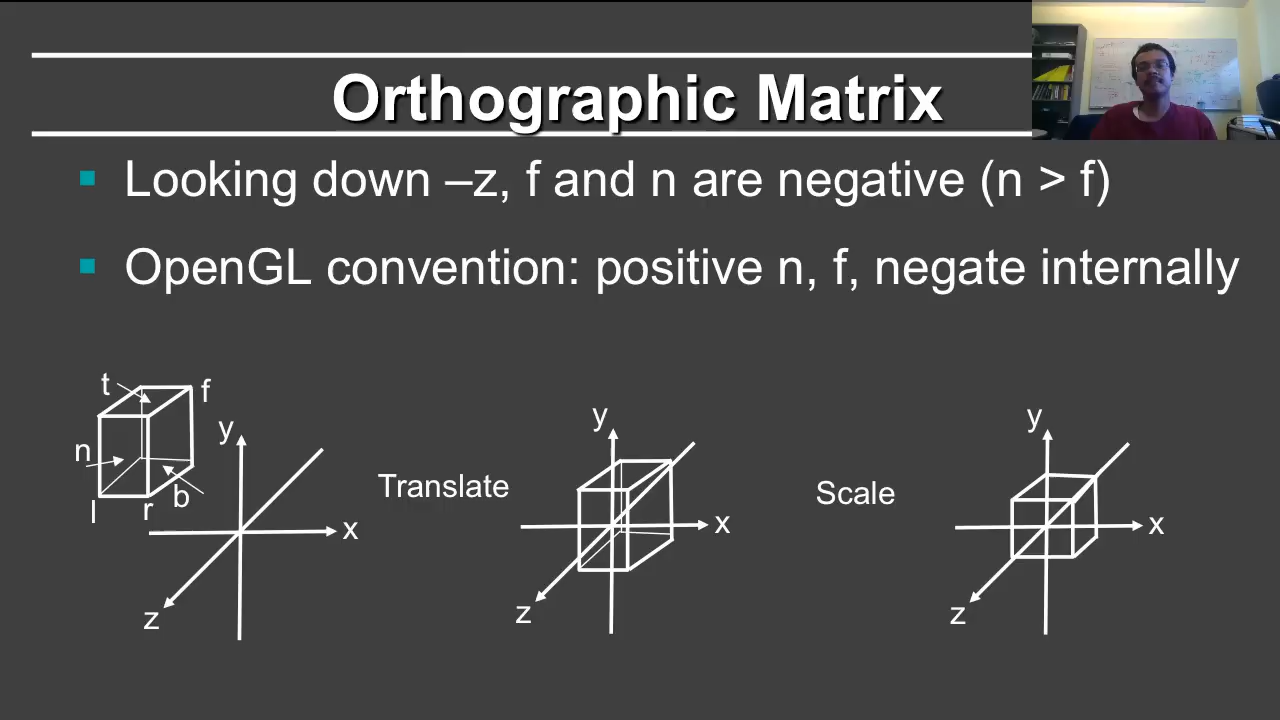 Orthographic Matrix
Looking down –z, f and n are negative (n > f)
OpenGL convention: positive n, f, negate internally
t
f
n
l
r
b
y
x
z
Translate
y
x
z
Scale
y
x
z